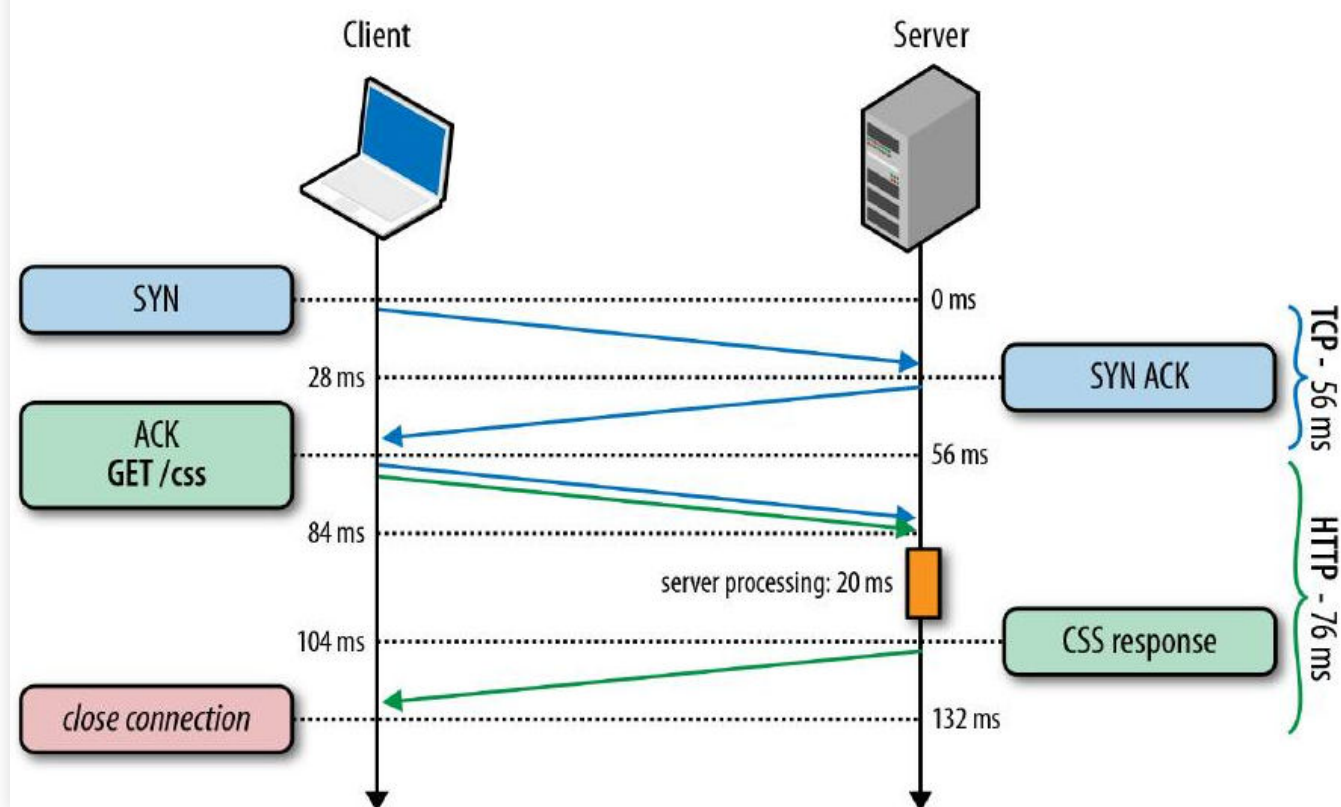 Client
Server
SYN
0 ms
28 ms
SYN ACK
TCP - 56 ms
ACK
GET /css
56 ms
84 ms
server processing: 20 ms
HTTP - 76 ms
104 ms
CSS response
close connection
132 ms